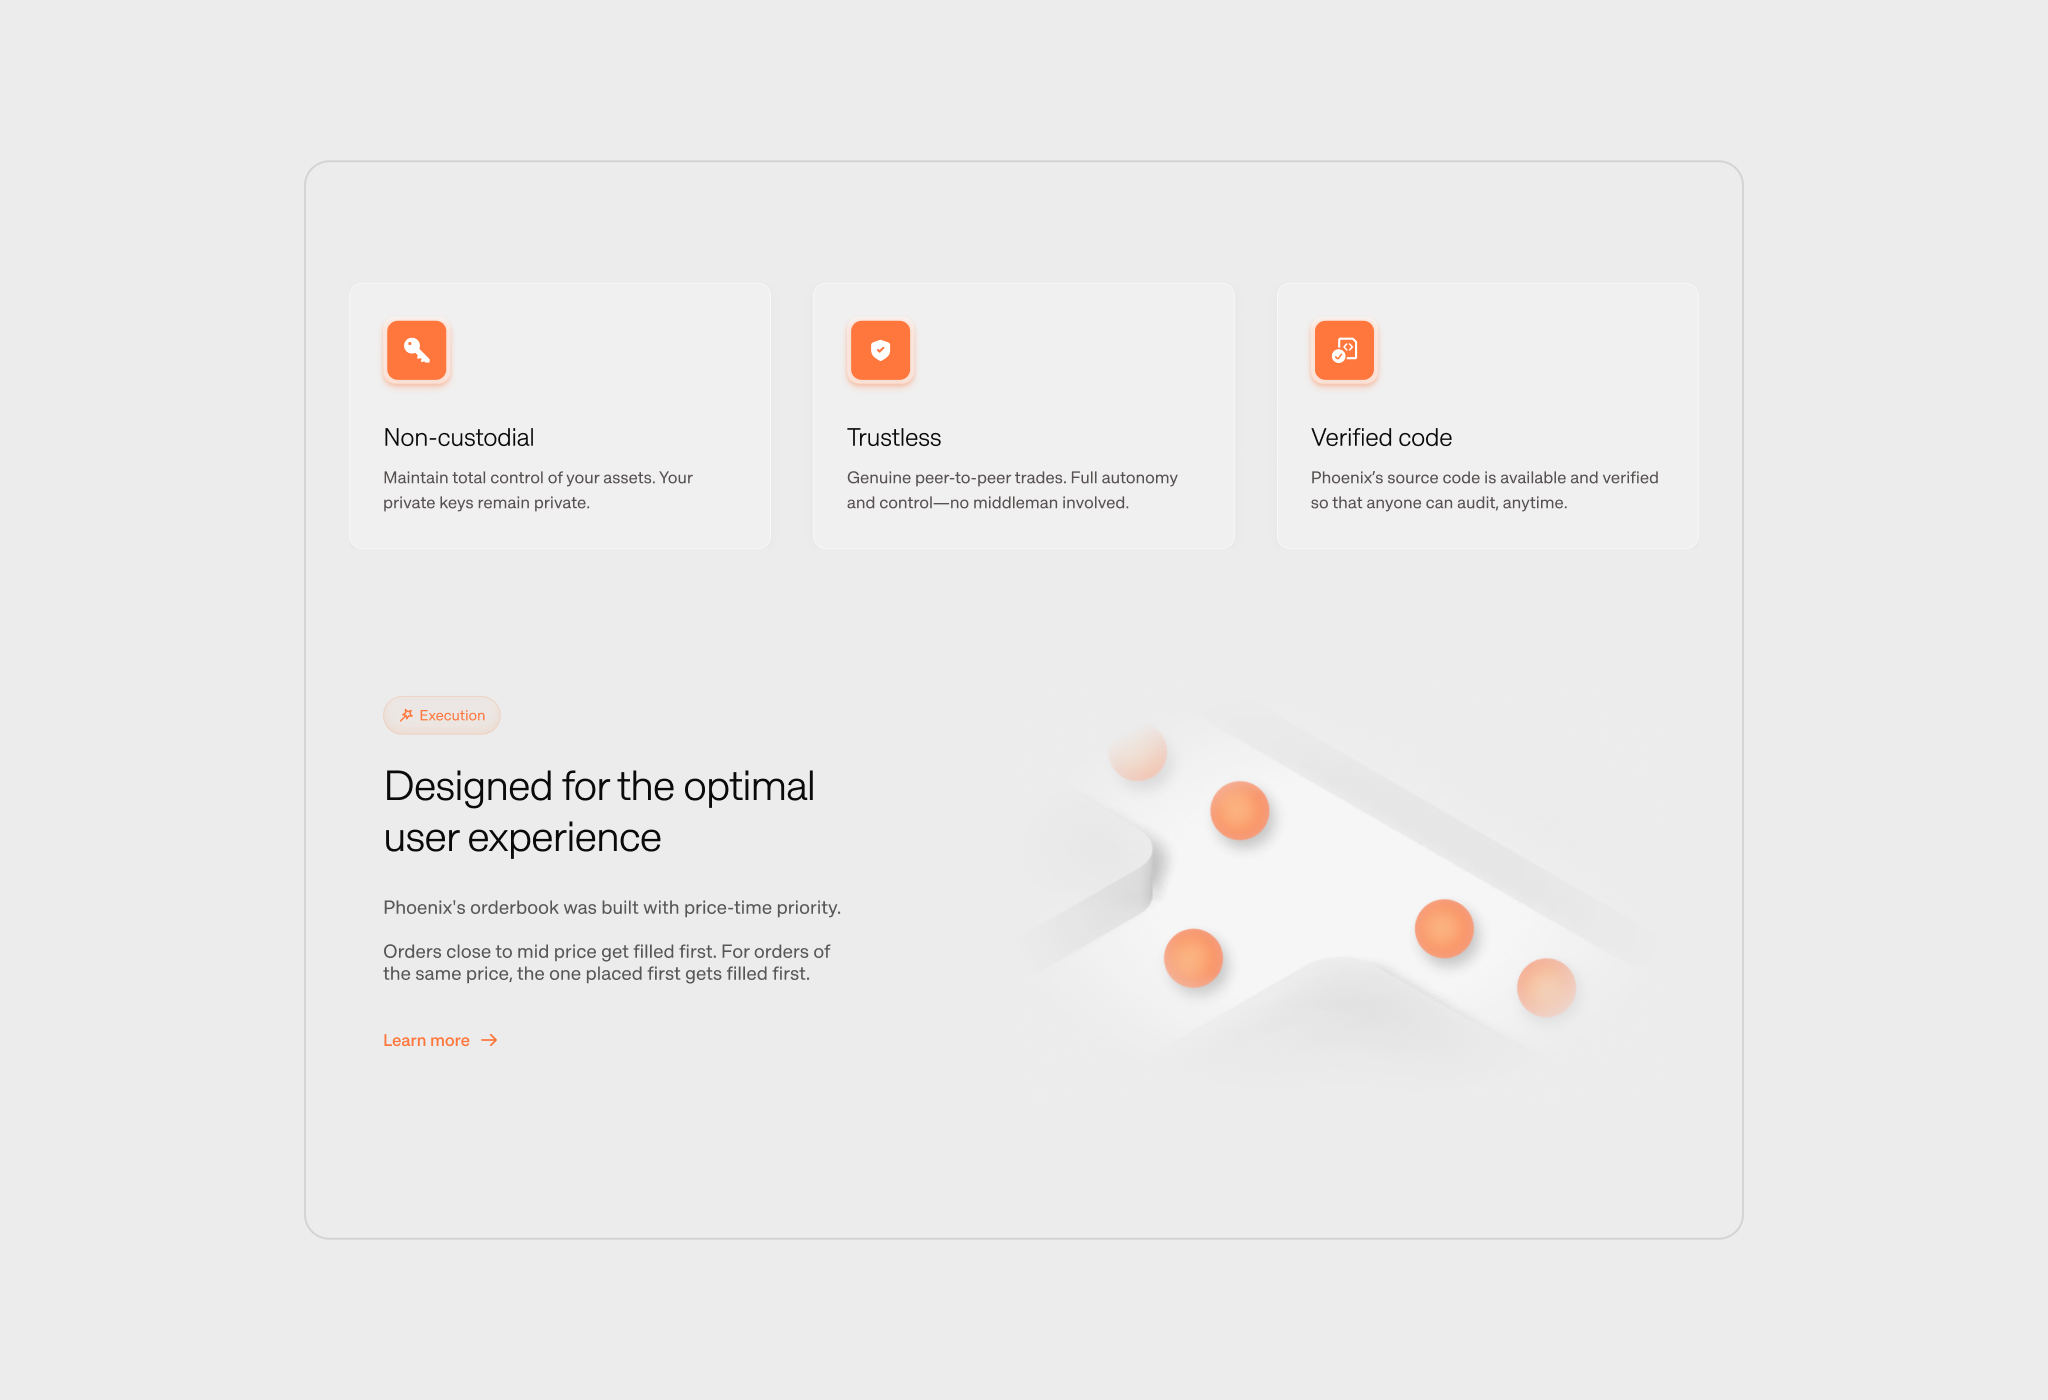 Non-custodial
Maintain total control of your assets. Your
private keys remain private.
Trustless
Genuine peer-to-peer trades. Full autonomy
and control—no middleman involved.
Verified code
Phoenix’s source code is available and verified
so that anyone can audit, anytime.
Execution
Designed for the optimal
user experience
Phoenix's orderbook was built with price-time priority.
Orders close to mid price get filled first. For orders of
the same price, the one placed first gets filled first.
Learn more